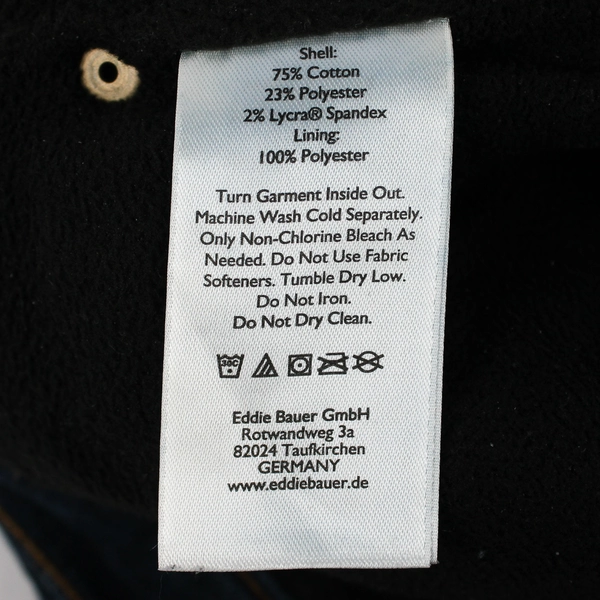 Shell:
75% Cotton
23% Polyester
2% Lycra® Spandex
Lining:
100% Polyester
Turn Garment Inside Out.
Machine Wash Cold Separately.
Only Non-Chlorine Bleach As
Needed. Do Not Use Fabric
Softeners. Tumble Dry Low.
Do Not Iron.
Do Not Dry Clean.
30C
Eddie Bauer GmbH
Rotwandweg 3a
82024 Taufkirchen
GERMANY
www.eddiebauer.de